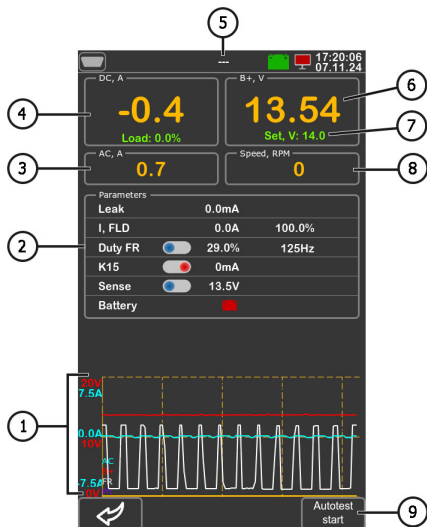 5
--- 17:20:06
07.11.24
DC, A
-0.4
Load: 0.0%
B+, V
13.54
Set, V: 14.0
4
6
7
AC, A
0.7
Speed, RPM
0
3
8
Parameters
Leak 0.0mA
I, FLD 0.0A 100.0%
Duty FR 29.0% 125Hz
K15 0mA
Sense 13.5V
Battery
2
1
20V
7.5A
0.0A
10V
AC
-7.5A
FR
0V
Autotest
start
9